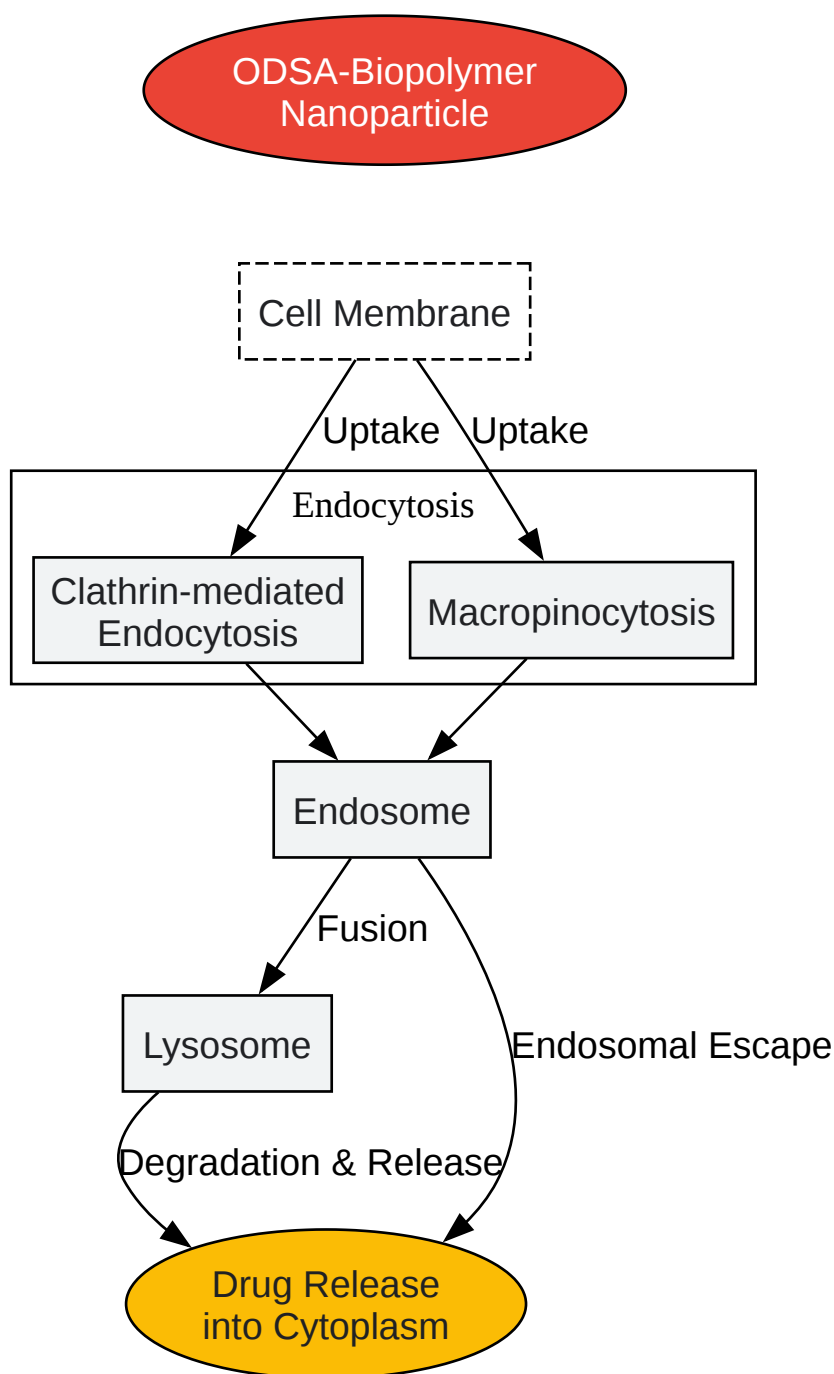 ODSA-Biopolymer
Nanoparticle
Cell Membrane
Uptake
Uptake
Endocytosis
Clathrin-mediated
Endocytosis
Macropinocytosis
Endosome
Fusion
Lysosome
Endosomal Escape
Degradation & Release
Drug Release
into Cytoplasm